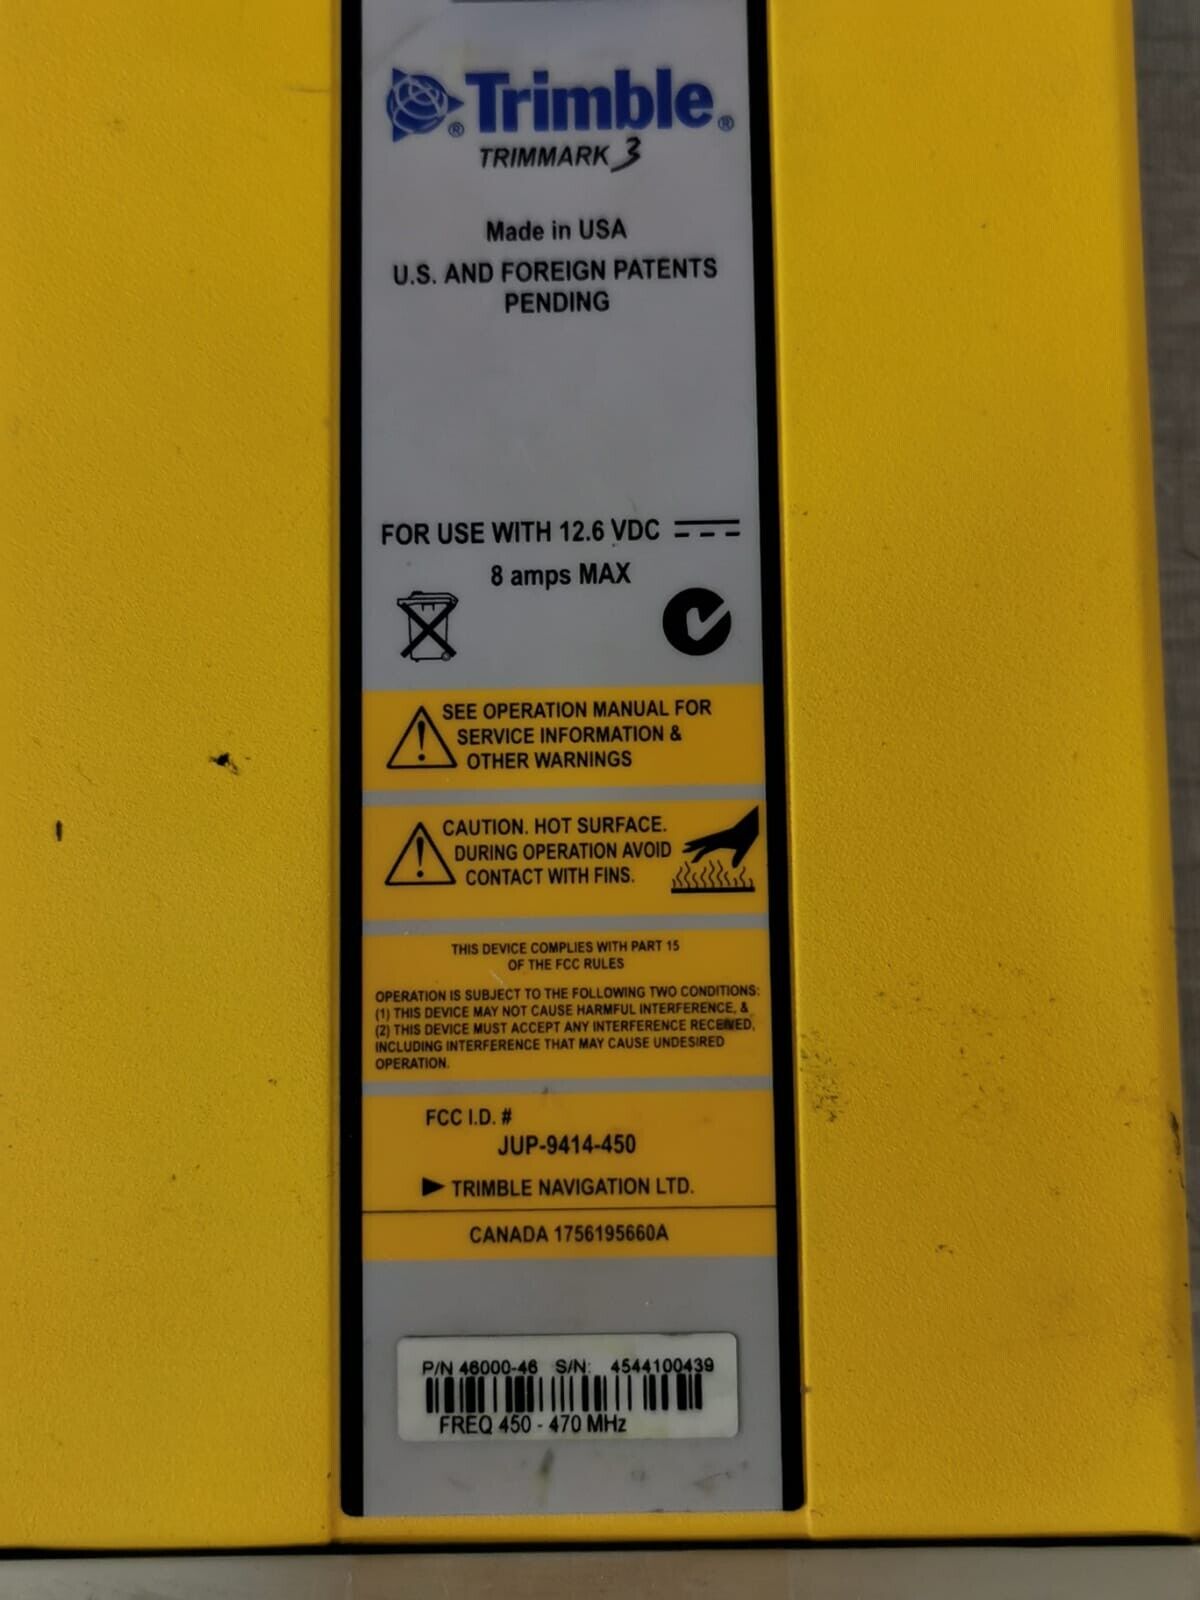 Trimble®
TRIMMARK 3
Made in USA
U.S. AND FOREIGN PATENTS
PENDING
FOR USE WITH 12.6 VDC
8 amps MAX
SEE OPERATION MANUAL FOR
SERVICE INFORMATION &
OTHER WARNINGS
CAUTION. HOT SURFACE.
DURING OPERATION AVOID
CONTACT WITH FINS.
THIS DEVICE COMPLIES WITH PART 15
OF THE FCC RULES
OPERATION IS SUBJECT TO THE FOLLOWING TWO CONDITIONS:
(1) THIS DEVICE MAY NOT CAUSE HARMFUL INTERFERENCE, &
(2) THIS DEVICE MUST ACCEPT ANY INTERFERENCE RECEIVED,
INCLUDING INTERFERENCE THAT MAY CAUSE UNDESIRED
OPERATION.
FCC I.D. #
JUP-9414-450
TRIMBLE NAVIGATION LTD.
CANADA 1756195660A
P/N 46000-46 S/N: 4544100439
FREQ 450 - 470 MHz